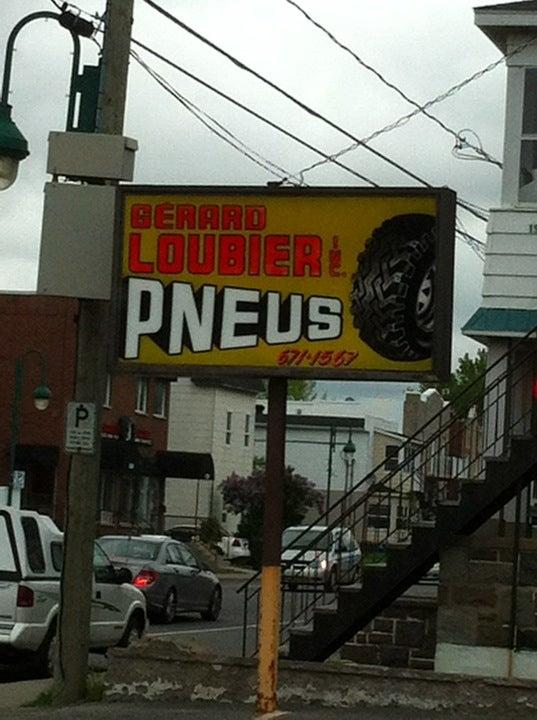 GÉRARD
LOUBIER INC.
PNEUS
671-1567
P